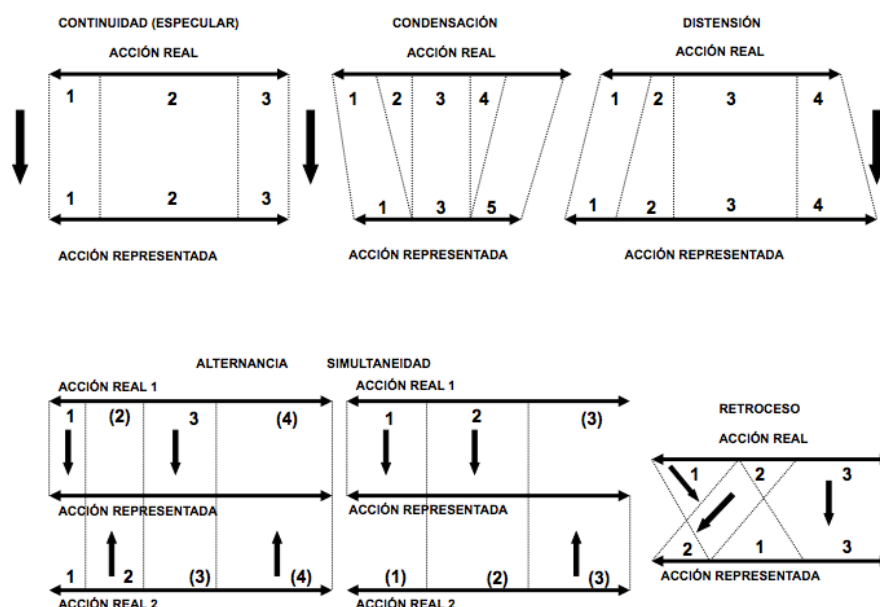 CONTINUIDAD (ESPECULAR)
ACCIÓN REAL
1 2 3
1 2 3
ACCIÓN REPRESENTADA
CONDENSACIÓN
ACCIÓN REAL
1 2 3 4
1 3 5
ACCIÓN REPRESENTADA
DISTENSIÓN
ACCIÓN REAL
1 2 3 4
1 2 3 4
ACCIÓN REPRESENTADA
ALTERNANCIA
ACCIÓN REAL 1
1 (2) 3 (4)
ACCIÓN REPRESENTADA
1 2 (3) (4)
ACCIÓN REAL 2
SIMULTANEIDAD
ACCIÓN REAL 1
1 2 (3)
ACCIÓN REPRESENTADA
(1) (2) (3)
ACCIÓN REAL 2
RETROCESO
ACCIÓN REAL
1 2 3
2 1 3
ACCIÓN REPRESENTADA